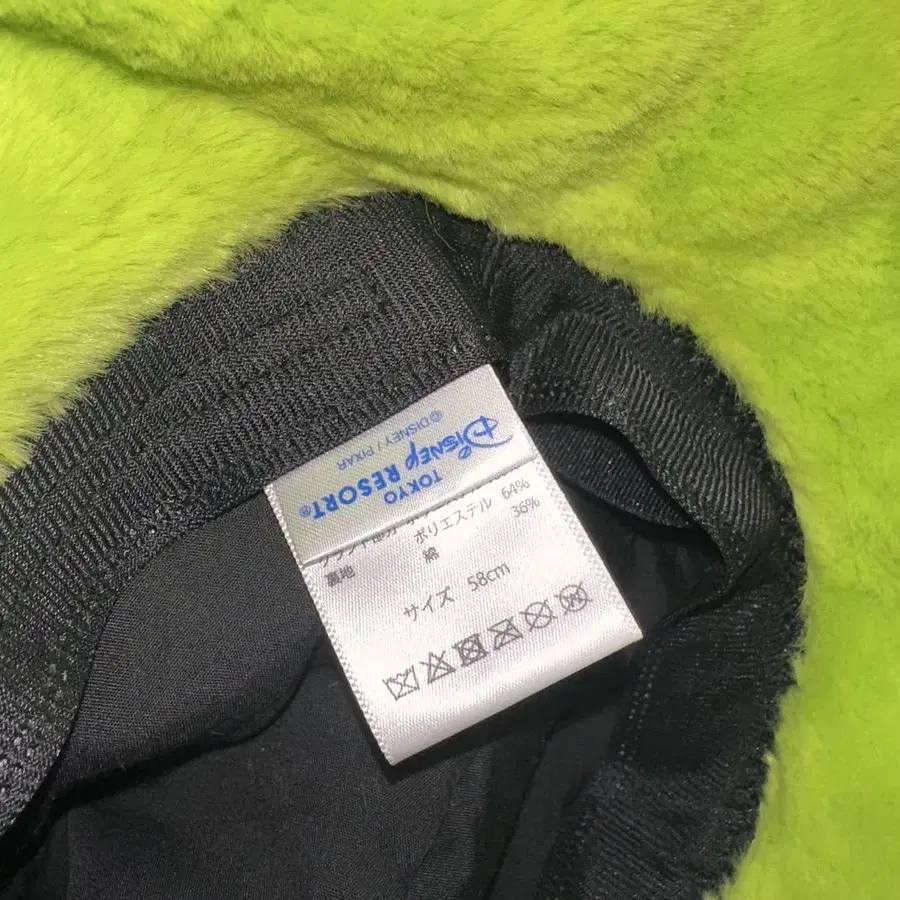 TOKYO
DISNEY RESORT®
©DISNEY / PIXAR
ポリエステル 64%
裏地 綿 36%
サイズ 58cm